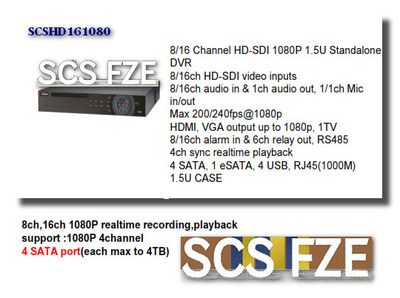 SCSHD161080
8/16 Channel HD-SDI 1080P 1.5U Standalone
DVR
8/16ch HD-SDI video inputs
8/16ch audio in & 1ch audio out, 1/1ch Mic
in/out
Max 200/240fps@1080p
HDMI, VGA output up to 1080p, 1TV
8/16ch alarm in & 6ch relay out, RS485
4ch sync realtime playback
4 SATA, 1 eSATA, 4 USB, RJ45(1000M)
1.5U CASE
SCS FZE
8ch,16ch 1080P realtime recording,playback
support :1080P 4channel
4 SATA port(each max to 4TB)
SCS FZE